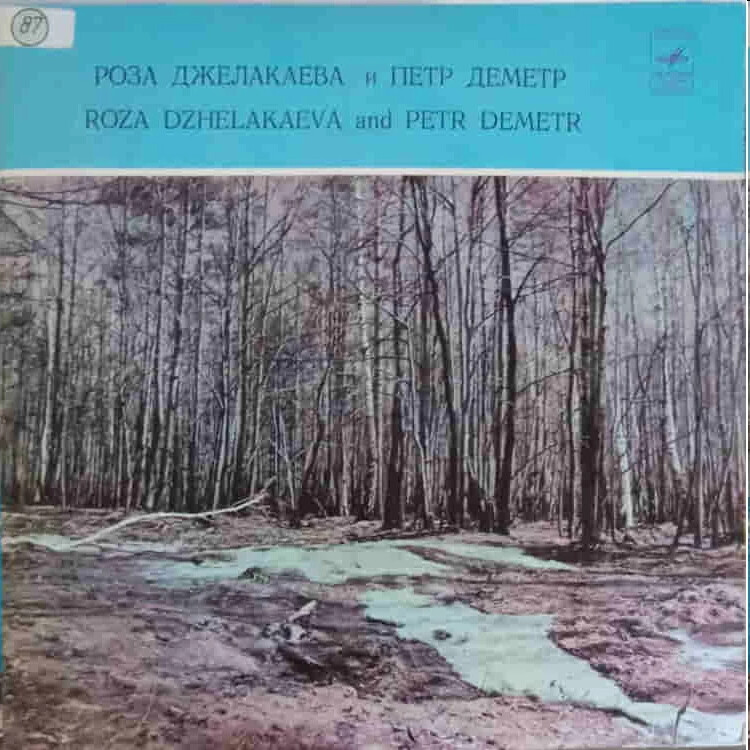 87
РОЗА ДЖЕЛАКАЕВА и ПЕТР ДЕМЕТР
ROZA DZHELAKAEVA and PETR DEMETR